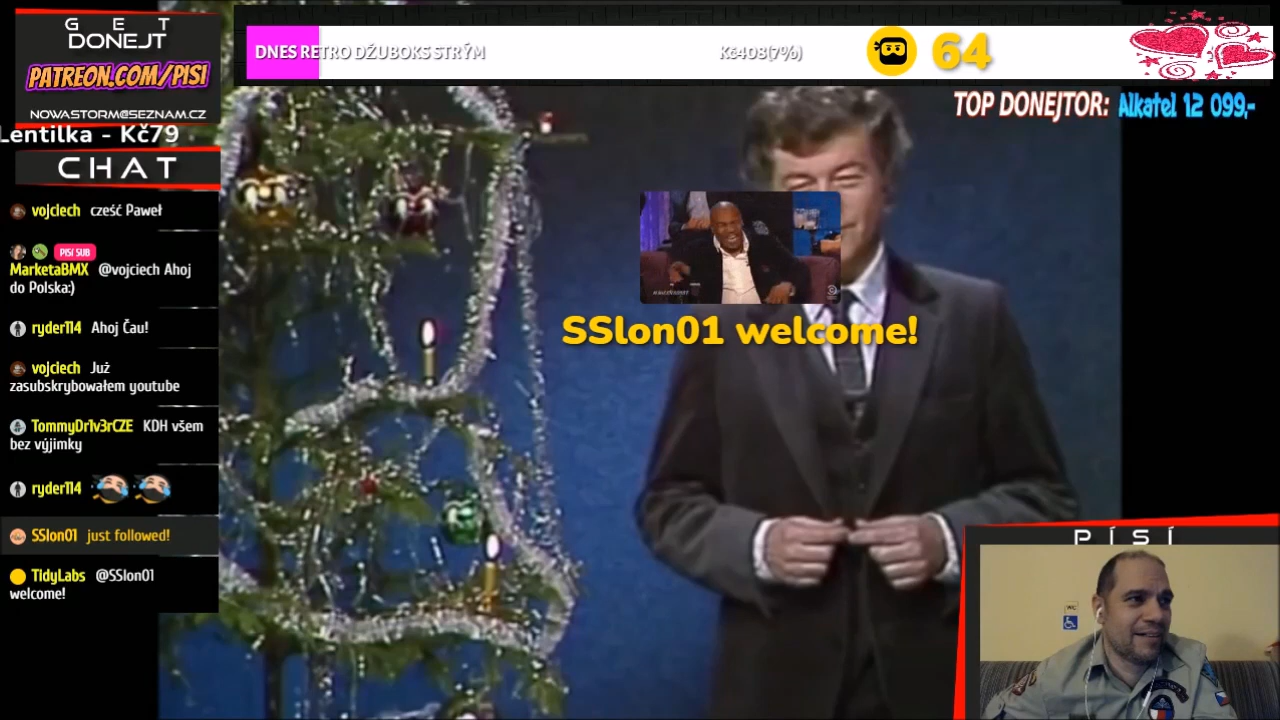 GET
DONEJT
PATREON.COM/PISI
NOWASTORM@SEZNAM.CZ
Lentilka - Kč79
DNES RETRO DŽUBOKS STRÝM
Kč408(7%)
64
TOP DONEJTOR: Alkatel 12 099,-
CHAT
vojciech cześć Paweł
PISI SUB
MarketaBMX @vojciech Ahoj
do Polska:)
ryder114 Ahoj Čau!
vojciech Już
zasubskrybowałem youtube
TommyDr1v3rCZE KDH všem
bez výjimky
ryder114
SSlon01 just followed!
TIdyLabs @SSlon01
welcome!
SSlon01 welcome!
PÍSÍ
WC